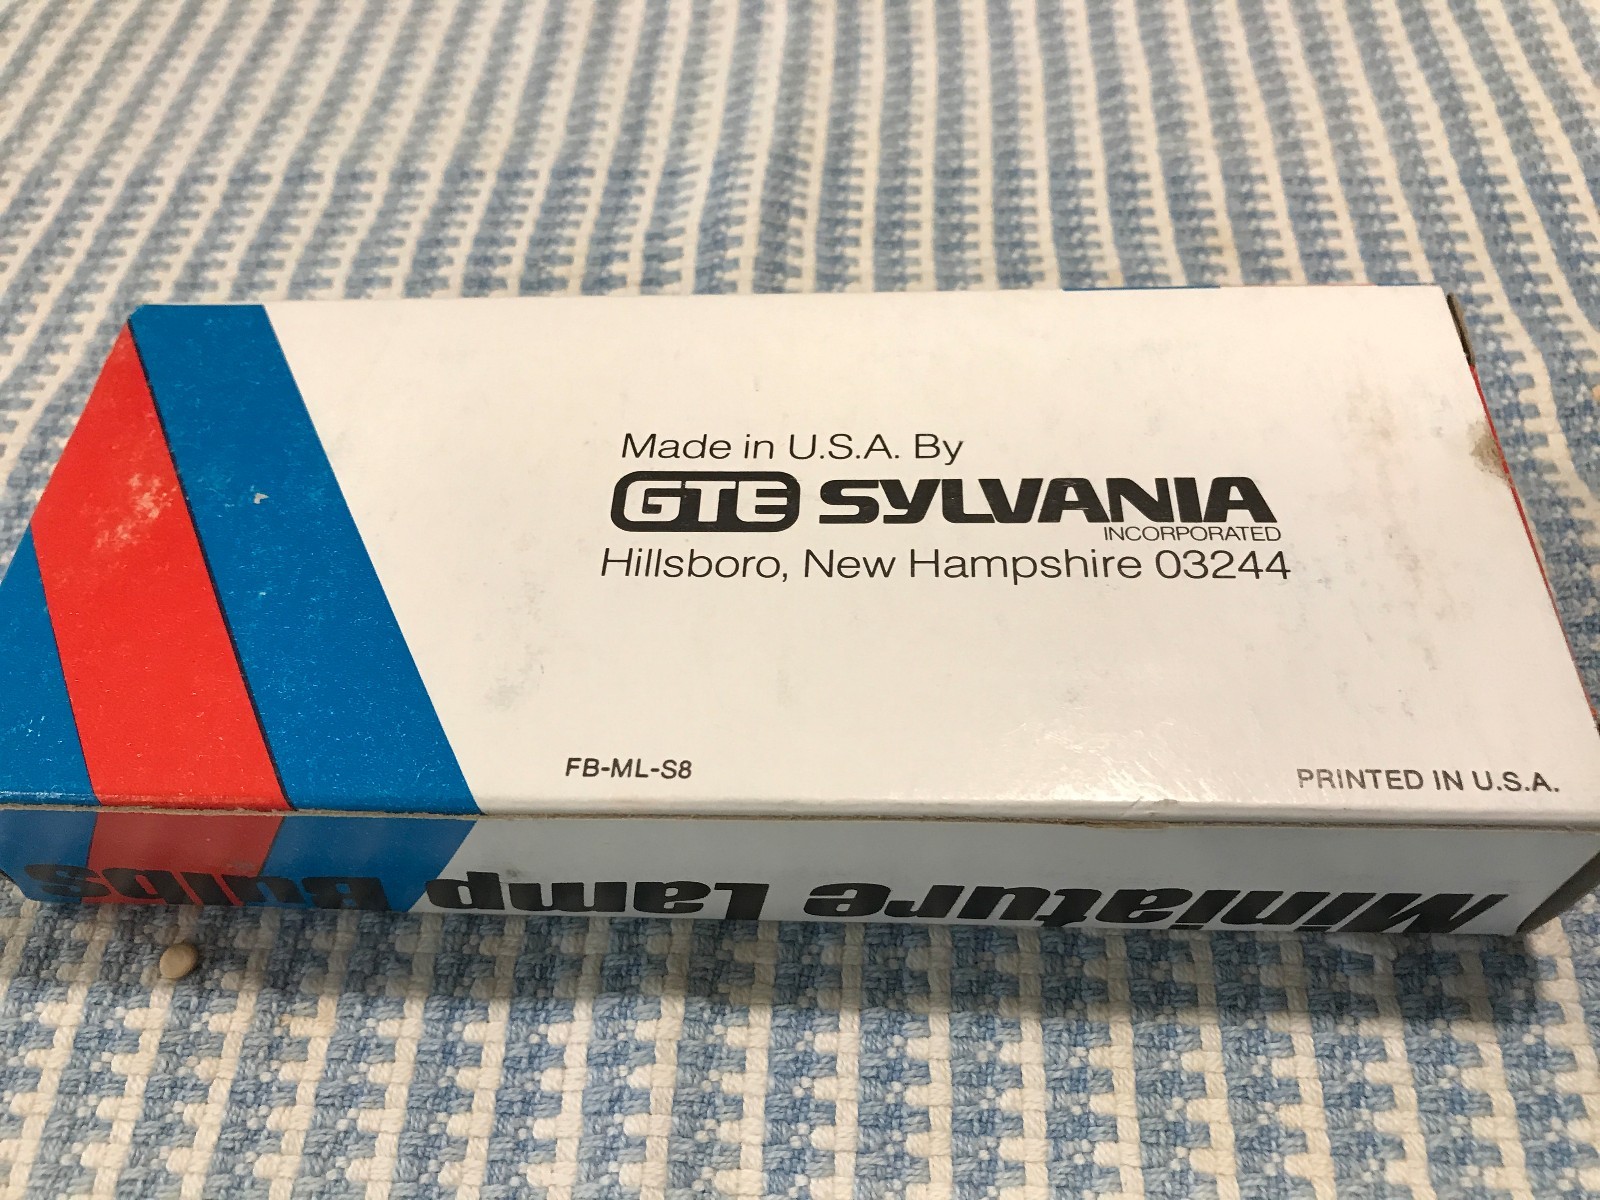 Made in U.S.A. By
GTE SYLVANIA
INCORPORATED
Hillsboro, New Hampshire 03244
FB-ML-S8
PRINTED IN U.S.A.
Miniature Lamp Bulbs